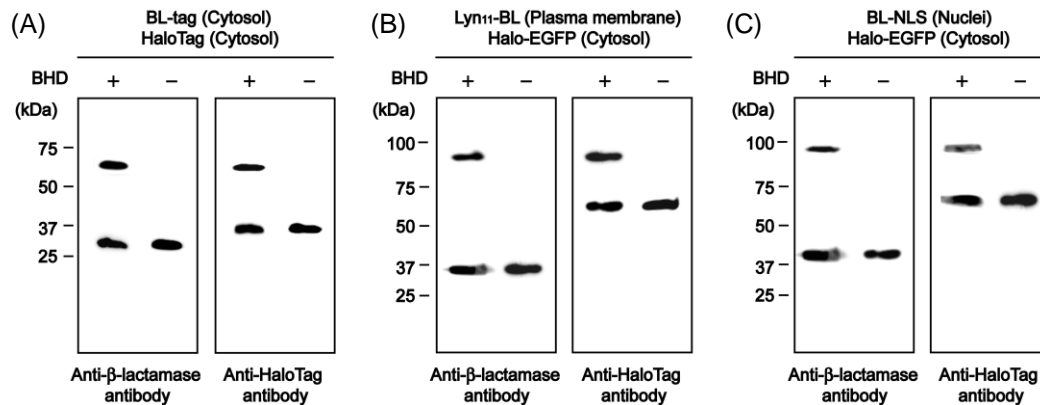 (A)
BL-tag (Cytosol)
HaloTag (Cytosol)
BHD + − + −
(kDa)
75
50
37
25
Anti-β-lactamase antibody
Anti-HaloTag antibody
(B)
Lyn₁₁-BL (Plasma membrane)
Halo-EGFP (Cytosol)
BHD + − + −
(kDa)
100
75
50
37
25
Anti-β-lactamase antibody
Anti-HaloTag antibody
(C)
BL-NLS (Nuclei)
Halo-EGFP (Cytosol)
BHD + − + −
(kDa)
100
75
50
37
25
Anti-β-lactamase antibody
Anti-HaloTag antibody